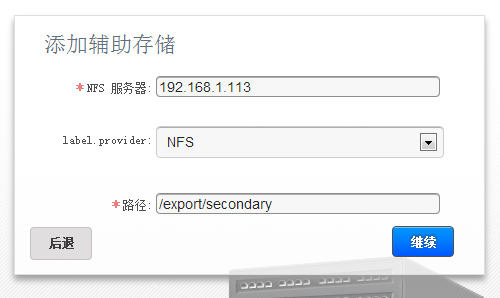 添加辅助存储
*NFS 服务器: 192.168.1.113
label.provider: NFS
*路径: /export/secondary
后退 继续